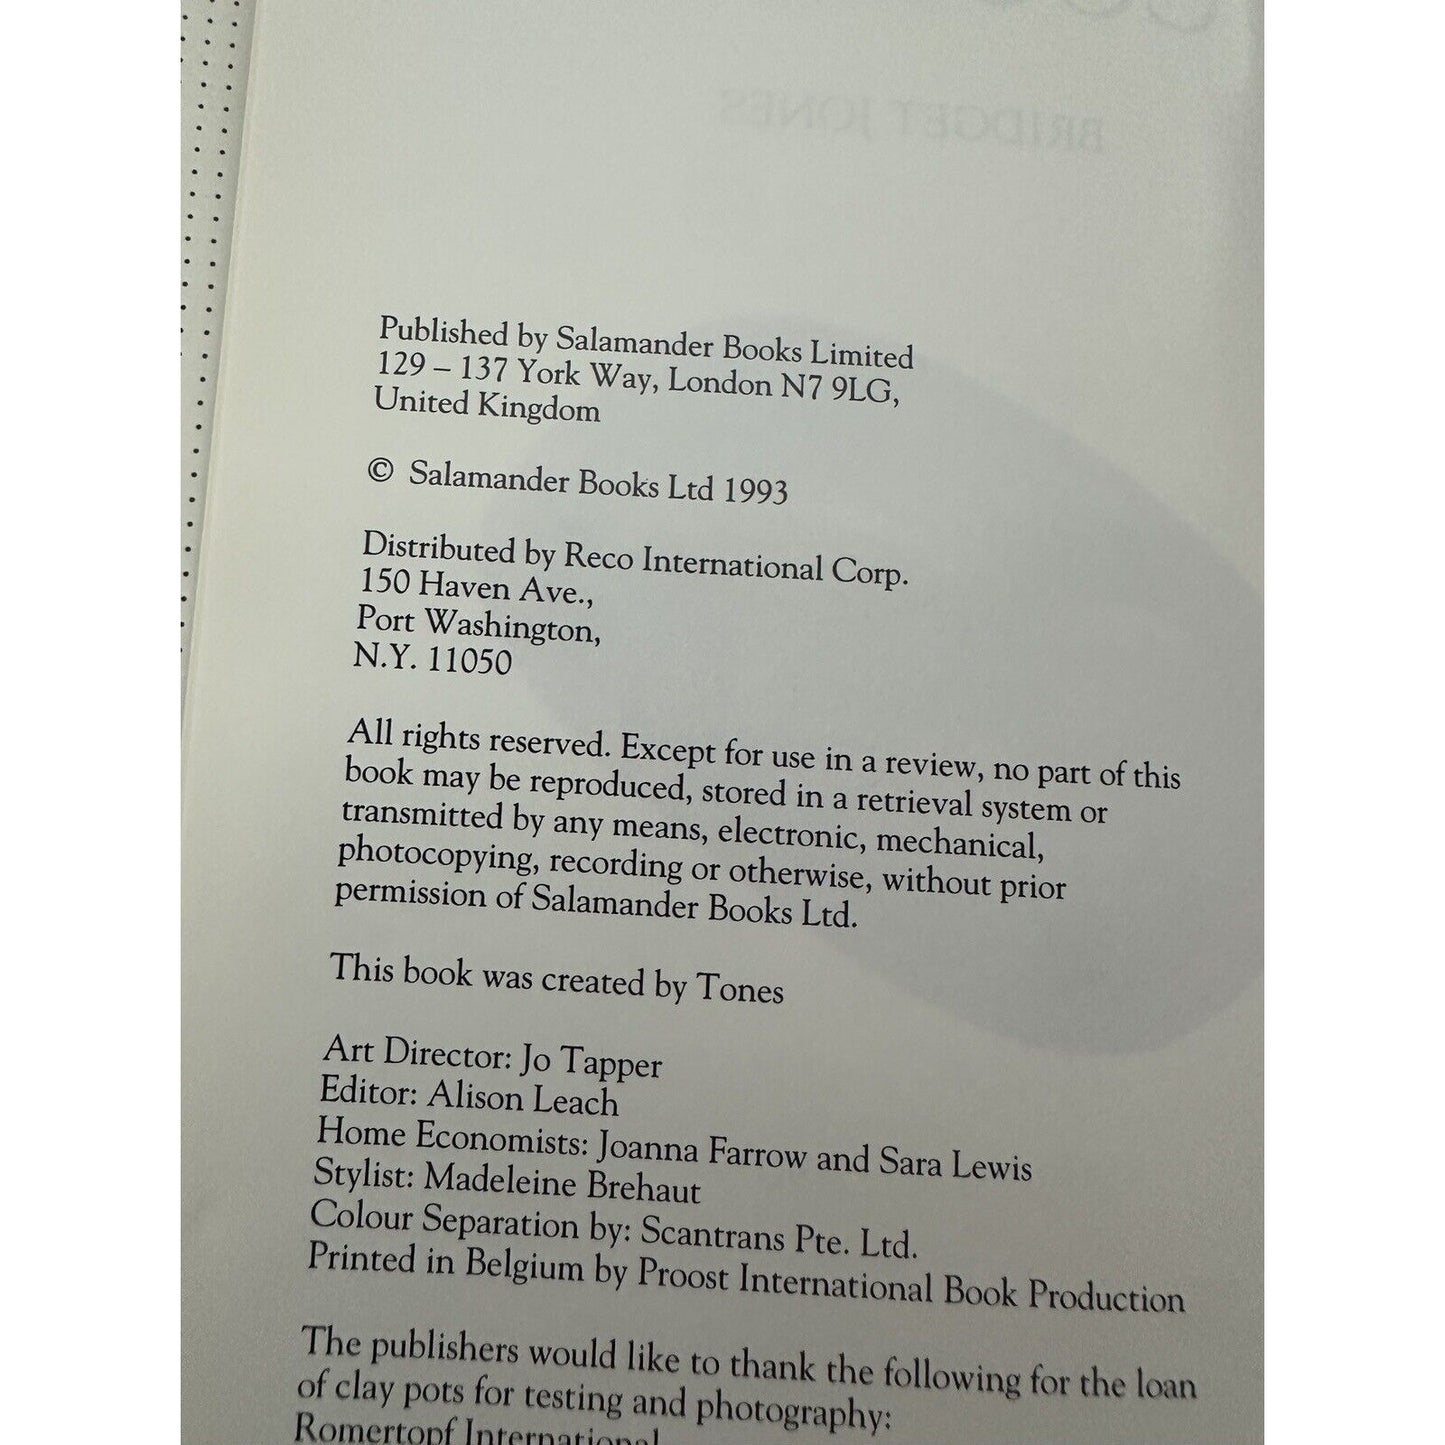 BRIDGET JONES
Published by Salamander Books Limited
129 – 137 York Way, London N7 9LG,
United Kingdom
© Salamander Books Ltd 1993
Distributed by Reco International Corp.
150 Haven Ave.,
Port Washington,
N.Y. 11050
All rights reserved. Except for use in a review, no part of this
book may be reproduced, stored in a retrieval system or
transmitted by any means, electronic, mechanical,
photocopying, recording or otherwise, without prior
permission of Salamander Books Ltd.
This book was created by Tones
Art Director: Jo Tapper
Editor: Alison Leach
Home Economists: Joanna Farrow and Sara Lewis
Stylist: Madeleine Brehaut
Colour Separation by: Scantrans Pte. Ltd.
Printed in Belgium by Proost International Book Production
The publishers would like to thank the following for the loan
of clay pots for testing and photography:
Romertopf International